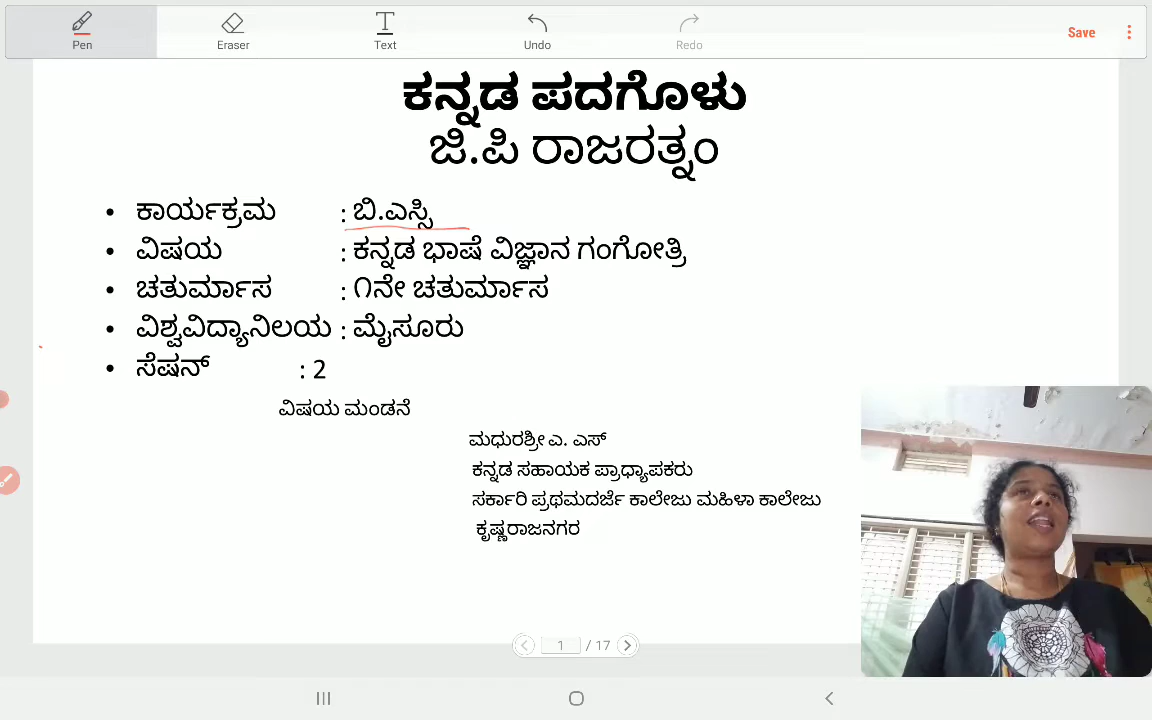 Pen Eraser Text Undo Redo Save
ಕನ್ನಡ ಪದಗೊಳು
ಜಿ.ಪಿ ರಾಜರತ್ನಂ
• ಕಾರ್ಯಕ್ರಮ : ಬಿ.ಎಸ್ಸಿ
• ವಿಷಯ : ಕನ್ನಡ ಭಾಷೆ ವಿಜ್ಞಾನ ಗಂಗೋತ್ರಿ
• ಚತುರ್ಮಾಸ : ೧ನೇ ಚತುರ್ಮಾಸ
• ವಿಶ್ವವಿದ್ಯಾನಿಲಯ : ಮೈಸೂರು
• ಸೆಷನ್ : 2
ವಿಷಯ ಮಂಡನೆ
ಮಧುರಶ್ರೀ ಎ. ಎಸ್
ಕನ್ನಡ ಸಹಾಯಕ ಪ್ರಾಧ್ಯಾಪಕರು
ಸರ್ಕಾರಿ ಪ್ರಥಮದರ್ಜೆ ಕಾಲೇಜು ಮಹಿಳಾ ಕಾಲೇಜು
ಕೃಷ್ಣರಾಜನಗರ
1 / 17